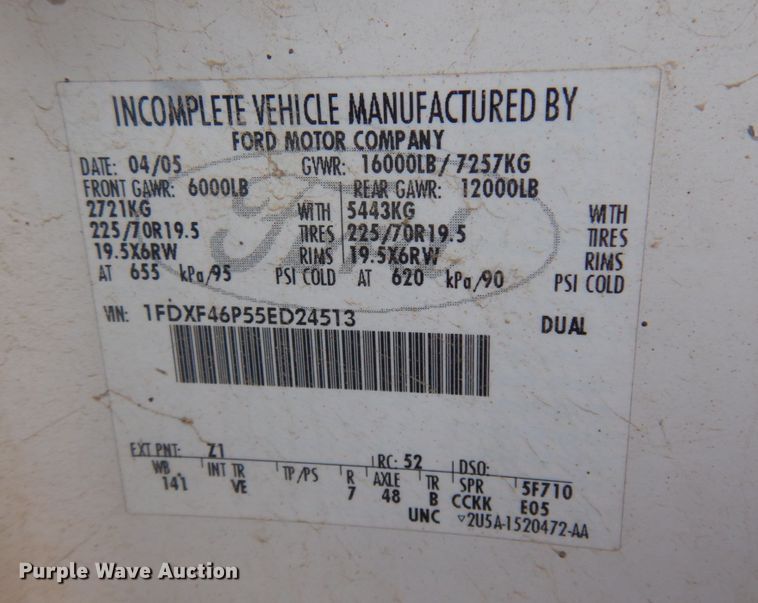 INCOMPLETE VEHICLE MANUFACTURED BY
FORD MOTOR COMPANY
DATE: 04/05 GVWR: 16000LB/7257KG
FRONT GAWR: 6000LB REAR GAWR: 12000LB
2721KG WITH 5443KG WITH
225/70R19.5 TIRES 225/70R19.5 TIRES
19.5X6RW RIMS 19.5X6RW RIMS
AT 655 kPa/95 PSI COLD AT 620 kPa/90 PSI COLD
VIN: 1FDXF46P55ED24513 DUAL
EXT PNT: Z1 RC: 52 DSO:
WB INT TR TP/PS R AXLE TR SPR 5F710
141 VE 7 48 B CCKK E05
UNC ▽2U5A-1520472-AA
Purple Wave Auction